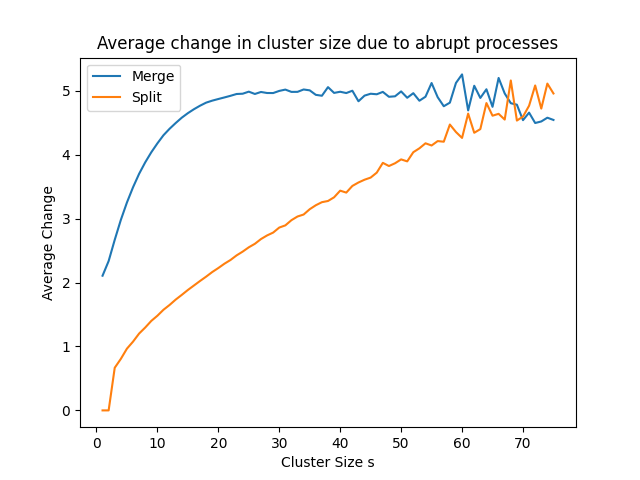 Average change in cluster size due to abrupt processes
Merge
Split
Average Change
5
4
3
2
1
0
0 10 20 30 40 50 60 70
Cluster Size s